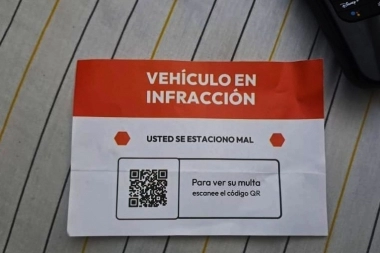 VEHÍCULO EN
INFRACCIÓN
USTED SE ESTACIONO MAL
Para ver su multa
escanee el código QR